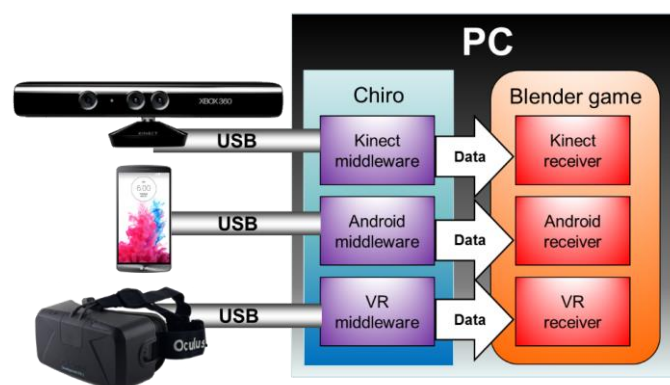 PC
Chiro
Blender game
XBOX 360
KINECT
USB
Kinect
middleware
Data
Kinect
receiver
6:00
USB
Android
middleware
Data
Android
receiver
Oculus
USB
VR
middleware
Data
VR
receiver